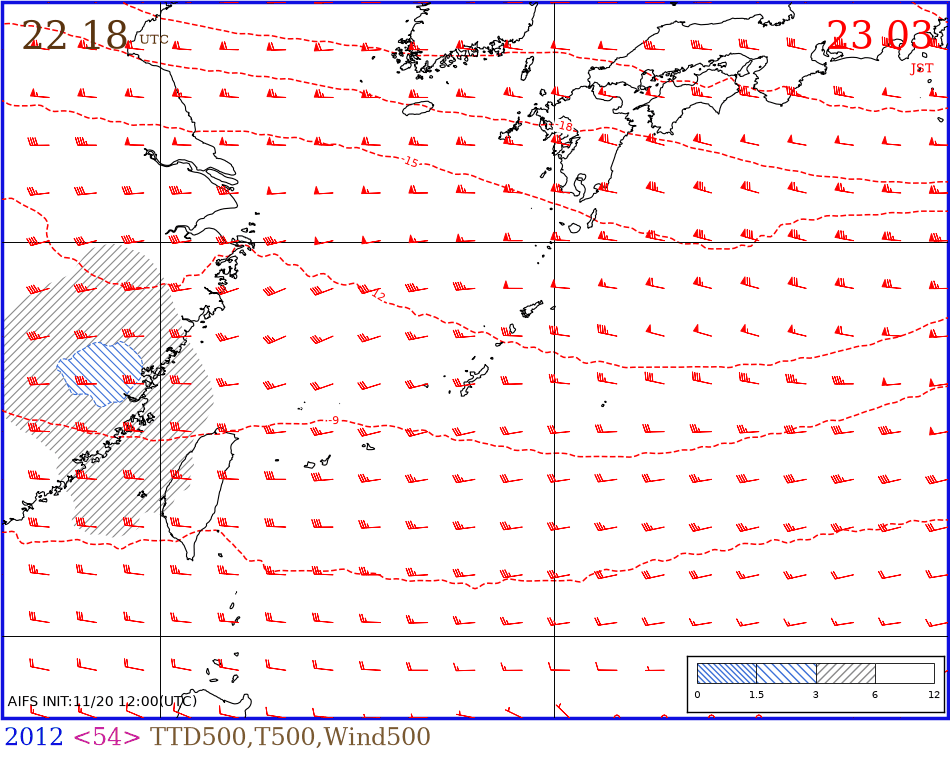 22 18 UTC
23 03 JST
-18
-15
-12
-9
0 1.5 3 6 12
AIFS INIT:11/20 12:00(UTC)
2012 <54> TTD500,T500,Wind500